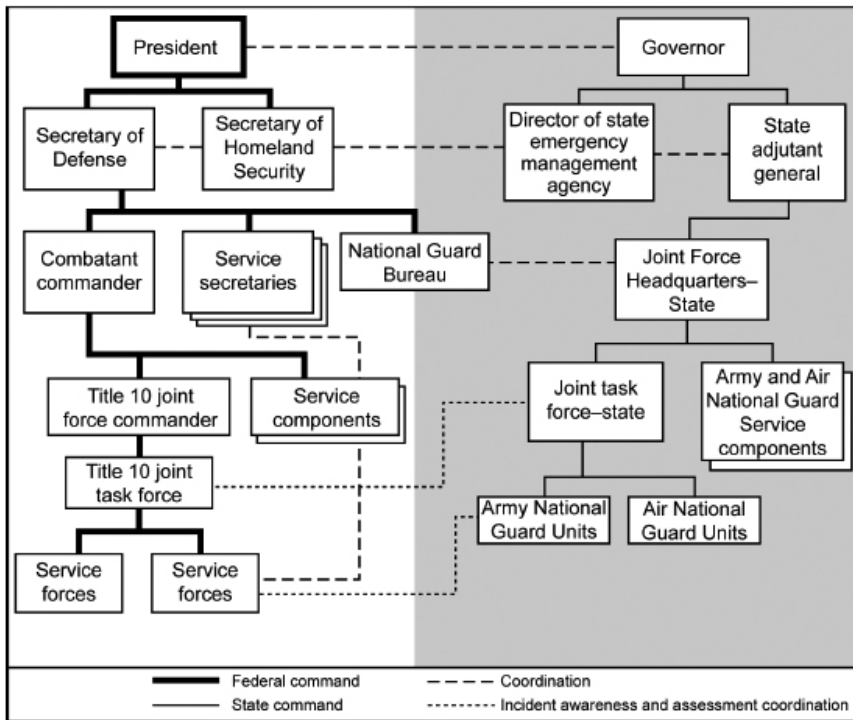 President
Governor
Secretary of
Defense
Secretary of
Homeland
Security
Director of state
emergency
management
agency
State
adjutant
general
Combatant
commander
Service
secretaries
National Guard
Bureau
Joint Force
Headquarters–
State
Title 10 joint
force commander
Service
components
Joint task
force–state
Army and Air
National Guard
Service
components
Title 10 joint
task force
Army National
Guard Units
Air National
Guard Units
Service
forces
Service
forces
Federal command
Coordination
State command
Incident awareness and assessment coordination